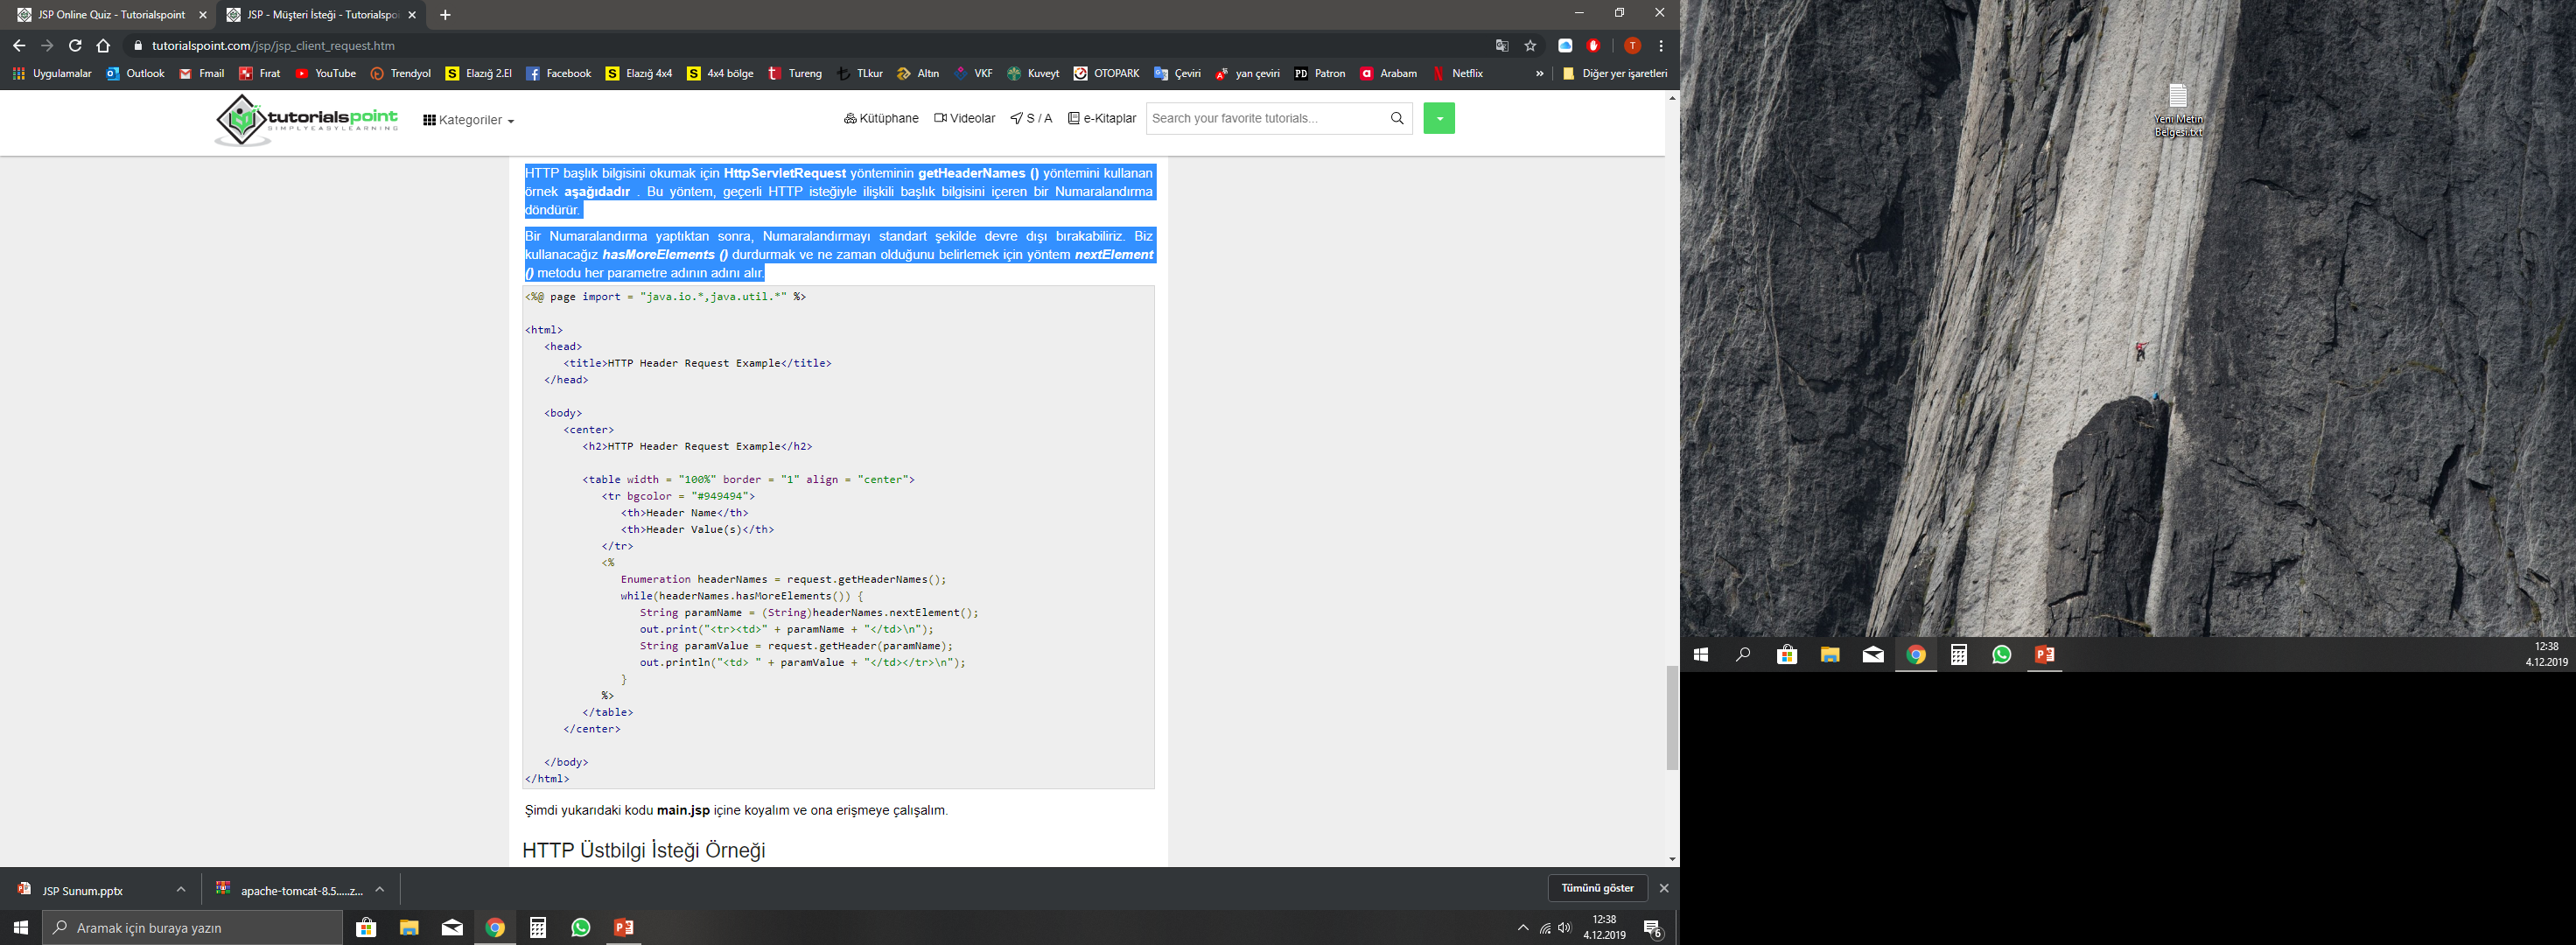 JSP Online Quiz - Tutorialspoint
JSP - Müşteri İsteği - Tutorialspoi
tutorialspoint.com/jsp/jsp_client_request.htm
T
Uygulamalar Outlook Fmail Fırat YouTube Trendyol Elazığ 2.El Facebook Elazığ 4x4 4x4 bölge Tureng TLkur Altın VKF Kuveyt OTOPARK Çeviri yan çeviri Patron Arabam Netflix » Diğer yer işaretleri
tutorialspoint
SIMPLYEASYLEARNING
Kategoriler
Kütüphane Videolar S / A e-Kitaplar Search your favorite tutorials...
HTTP başlık bilgisini okumak için HttpServletRequest yönteminin getHeaderNames () yöntemini kullanan
örnek aşağıdadır . Bu yöntem, geçerli HTTP isteğiyle ilişkili başlık bilgisini içeren bir Numaralandırma
döndürür.
Bir Numaralandırma yaptıktan sonra, Numaralandırmayı standart şekilde devre dışı bırakabiliriz. Biz
kullanacağız hasMoreElements () durdurmak ve ne zaman olduğunu belirlemek için yöntem nextElement
() metodu her parametre adının adını alır.
<%@ page import = "java.io.*,java.util.*" %>
<html>
<head>
<title>HTTP Header Request Example</title>
</head>
<body>
<center>
<h2>HTTP Header Request Example</h2>
<table width = "100%" border = "1" align = "center">
<tr bgcolor = "#949494">
<th>Header Name</th>
<th>Header Value(s)</th>
</tr>
<%
Enumeration headerNames = request.getHeaderNames();
while(headerNames.hasMoreElements()) {
String paramName = (String)headerNames.nextElement();
out.print("<tr><td>" + paramName + "</td>\n");
String paramValue = request.getHeader(paramName);
out.println("<td> " + paramValue + "</td></tr>\n");
}
%>
</table>
</center>
</body>
</html>
Şimdi yukarıdaki kodu main.jsp içine koyalım ve ona erişmeye çalışalım.
HTTP Üstbilgi İsteği Örneği
JSP Sunum.pptx
apache-tomcat-8.5.....z...
Tümünü göster
Aramak için buraya yazın
12:38
4.12.2019
6
Yeni Metin
Belgesi.txt
12:38
4.12.2019